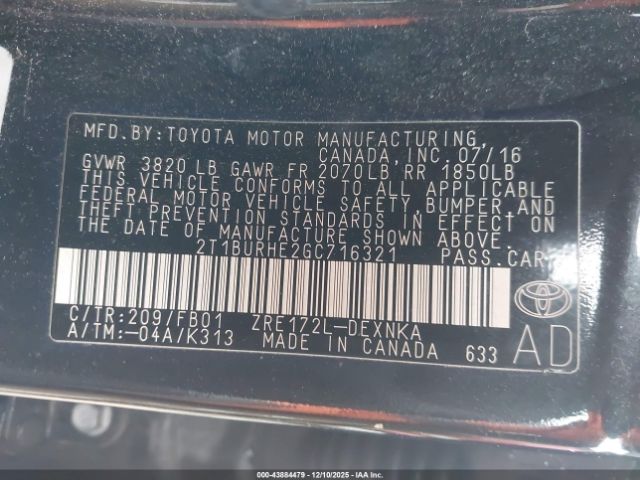 MFD.BY:TOYOTA MOTOR MANUFACTURING,
CANADA,INC.07/16
GVWR 3820 LB GAWR FR 2070LB RR 1850LB
THIS VEHICLE CONFORMS TO ALL APPLICABLE
FEDERAL MOTOR VEHICLE SAFETY, BUMPER AND
THEFT PREVENTION STANDARDS IN EFFECT ON
THE DATE OF MANUFACTURE SHOWN ABOVE.
2T1BURHE2GC716321 PASS.CAR
C/TR:209/FB01 ZRE172L-DEXNKA
A/TM:-04A/K313 MADE IN CANADA 633
AD
000-43884479 - 12/10/2025 - IAAI, Inc.